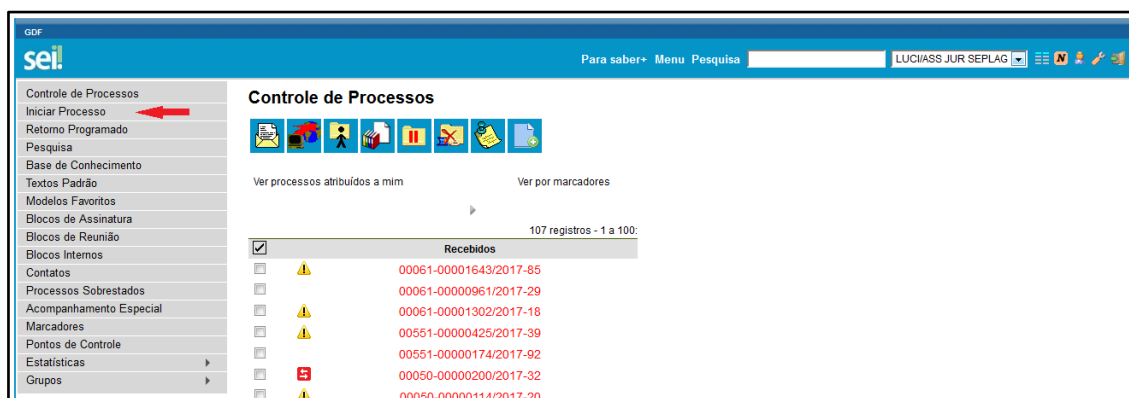 GDF
sei!
Para saber+ Menu Pesquisa
LUCI/ASS JUR SEPLAG
N
Controle de Processos
Iniciar Processo
Retorno Programado
Pesquisa
Base de Conhecimento
Textos Padrão
Modelos Favoritos
Blocos de Assinatura
Blocos de Reunião
Blocos Internos
Contatos
Processos Sobrestados
Acompanhamento Especial
Marcadores
Pontos de Controle
Estatísticas
Grupos
Controle de Processos
Ver processos atribuídos a mim
Ver por marcadores
107 registros - 1 a 100:
Recebidos
00061-00001643/2017-85
00061-00000961/2017-29
00061-00001302/2017-18
00551-00000425/2017-39
00551-00000174/2017-92
00050-00000200/2017-32
00050-00000114/2017-20